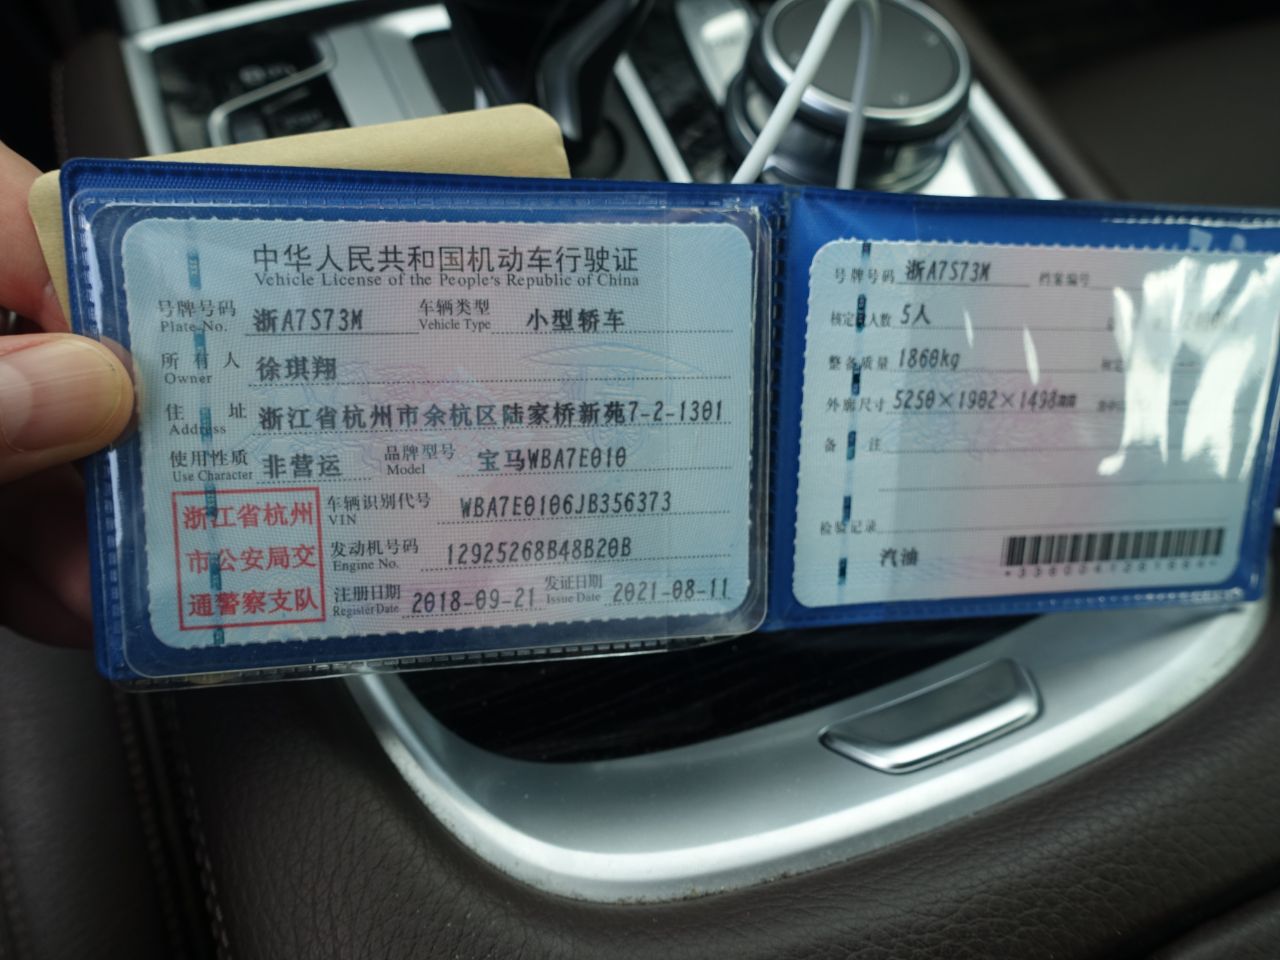 中华人民共和国机动车行驶证
Vehicle License of the People's Republic of China
号牌号码 浙A7S73M 车辆类型 小型轿车
Plate No. Vehicle Type
所有人 徐琪翔
Owner
住址 浙江省杭州市余杭区陆家桥新苑7-2-1301
Address
使用性质 非营运 品牌型号 宝马WBA7E010
Use Character Model
浙江省杭州
市公安局交
通警察支队
车辆识别代号 WBA7E0106JB356373
VIN
发动机号码 12925268B48B20B
Engine No.
注册日期 2018-09-21 发证日期 2021-08-11
Register Date Issue Date
号牌号码 浙A7S73M 档案编号
核定人数 5人
整备质量 1860kg
外廓尺寸 5250×1902×1498mm
备注
检验记录
汽油